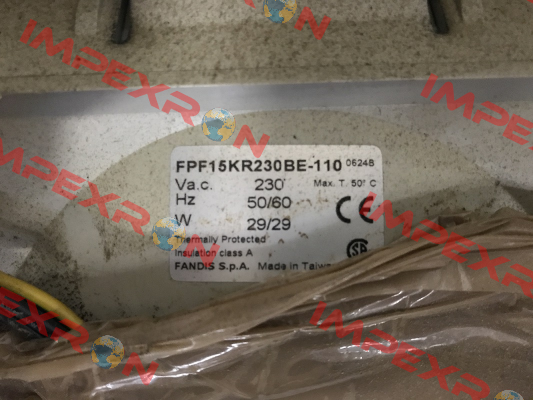 FPF15KR230BE-110 0624B
Va.c. 230 Max. T. 50° C
Hz 50/60 CE
W 29/29
Thermally Protected
Insulation class A
FANDIS S.p.A. Made in Taiwan
IMPEXRON
IMPEXRON
IMPEXRON
IMPEXRON
IMPEXRON